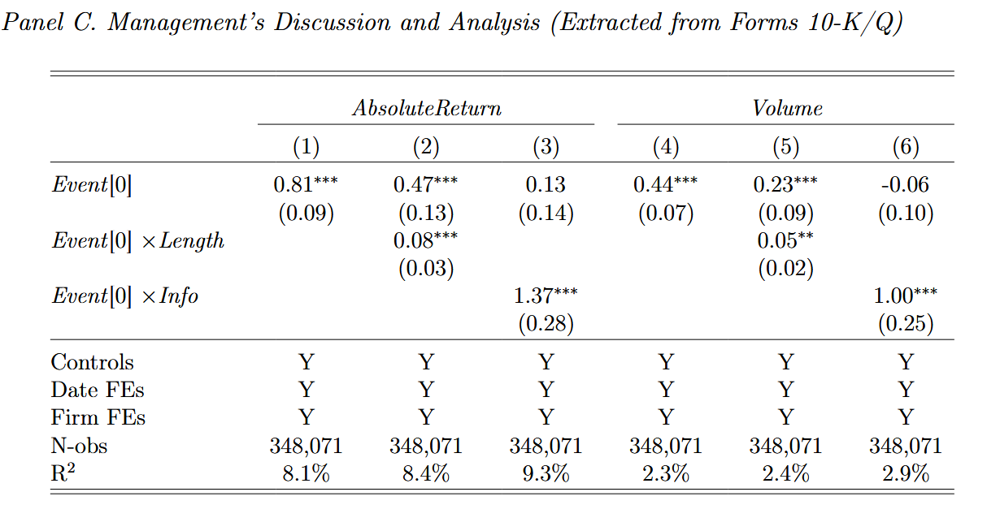 Panel C. Management's Discussion and Analysis (Extracted from Forms 10-K/Q)
AbsoluteReturn Volume
(1) (2) (3) (4) (5) (6)
Event[0] 0.81*** 0.47*** 0.13 0.44*** 0.23*** -0.06
(0.09) (0.13) (0.14) (0.07) (0.09) (0.10)
Event[0] ×Length 0.08*** 0.05**
(0.03) (0.02)
Event[0] ×Info 1.37*** 1.00***
(0.28) (0.25)
Controls Y Y Y Y Y Y
Date FEs Y Y Y Y Y Y
Firm FEs Y Y Y Y Y Y
N-obs 348,071 348,071 348,071 348,071 348,071 348,071
R² 8.1% 8.4% 9.3% 2.3% 2.4% 2.9%